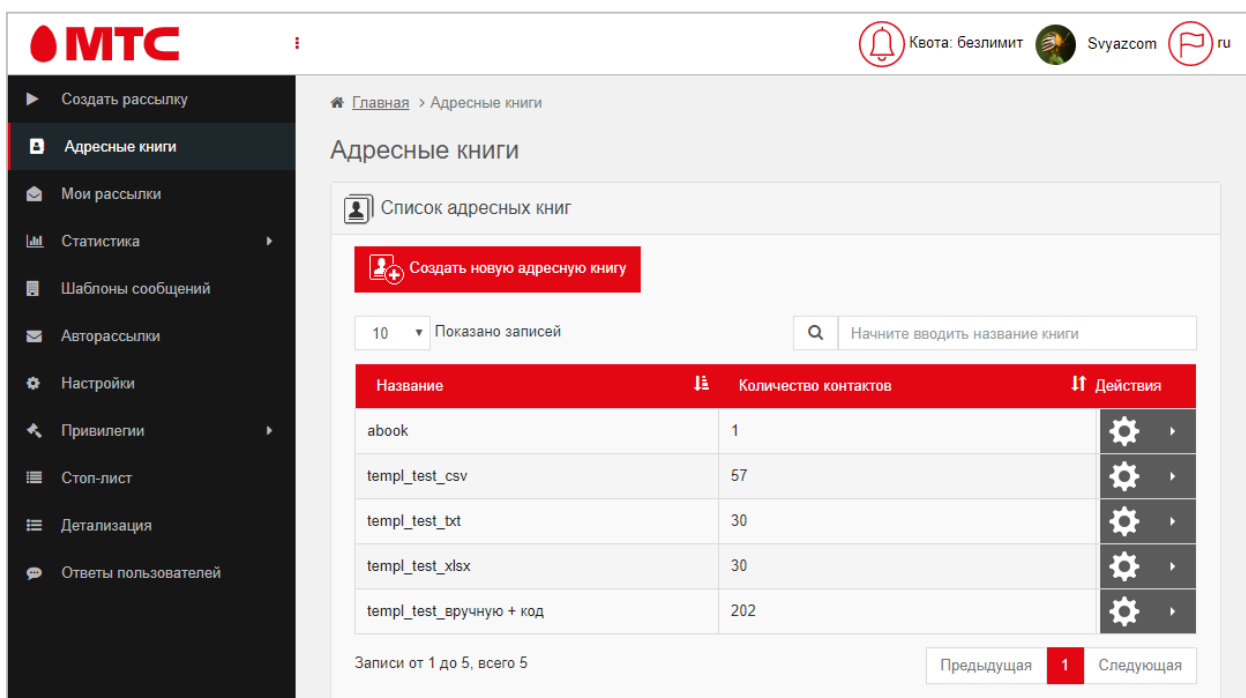 МТС
Квота: безлимит Svyazcom ru
Создать рассылку
Адресные книги
Мои рассылки
Статистика
Шаблоны сообщений
Авторассылки
Настройки
Привилегии
Стоп-лист
Детализация
Ответы пользователей
Главная > Адресные книги
Адресные книги
Список адресных книг
Создать новую адресную книгу
10 Показано записей Начните вводить название книги
Название Количество контактов Действия
abook 1
templ_test_csv 57
templ_test_txt 30
templ_test_xlsx 30
templ_test_вручную + код 202
Записи от 1 до 5, всего 5 Предыдущая 1 Следующая